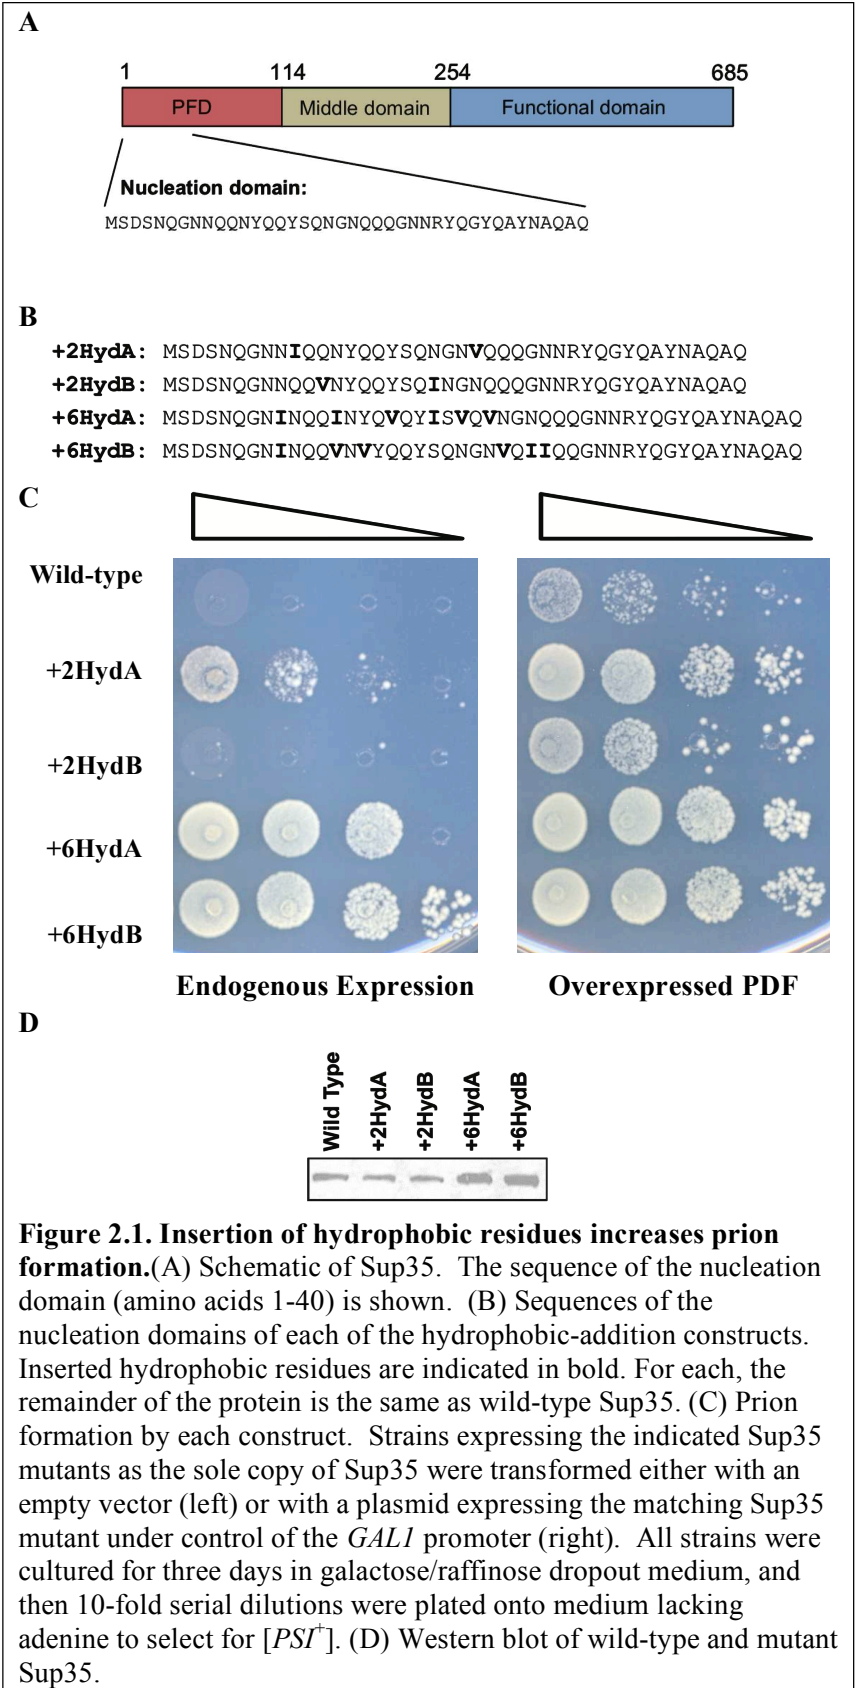 A
1 114 254 685
PFD Middle domain Functional domain
Nucleation domain:
MSDSNQGNNQQNYQQYSQNGNQQQGNNRYQGYQAYNAQAQ
B
+2HydA: MSDSNQGNNIQQNYQQYSQNGNVQQQGNNRYQGYQAYNAQAQ
+2HydB: MSDSNQGNNQQVNYQQYSQINGNQQQGNNRYQGYQAYNAQAQ
+6HydA: MSDSNQGNINQQINYQVQYISVQVNGNQQQGNNRYQGYQAYNAQAQ
+6HydB: MSDSNQGNINQQVNVYQQYSQNGNVQIIQQGNNRYQGYQAYNAQAQ
C
Wild-type
+2HydA
+2HydB
+6HydA
+6HydB
Endogenous Expression Overexpressed PDF
D
Wild Type +2HydA +2HydB +6HydA +6HydB
Figure 2.1. Insertion of hydrophobic residues increases prion
formation.(A) Schematic of Sup35. The sequence of the nucleation
domain (amino acids 1-40) is shown. (B) Sequences of the
nucleation domains of each of the hydrophobic-addition constructs.
Inserted hydrophobic residues are indicated in bold. For each, the
remainder of the protein is the same as wild-type Sup35. (C) Prion
formation by each construct. Strains expressing the indicated Sup35
mutants as the sole copy of Sup35 were transformed either with an
empty vector (left) or with a plasmid expressing the matching Sup35
mutant under control of the GAL1 promoter (right). All strains were
cultured for three days in galactose/raffinose dropout medium, and
then 10-fold serial dilutions were plated onto medium lacking
adenine to select for [PSI+]. (D) Western blot of wild-type and mutant
Sup35.